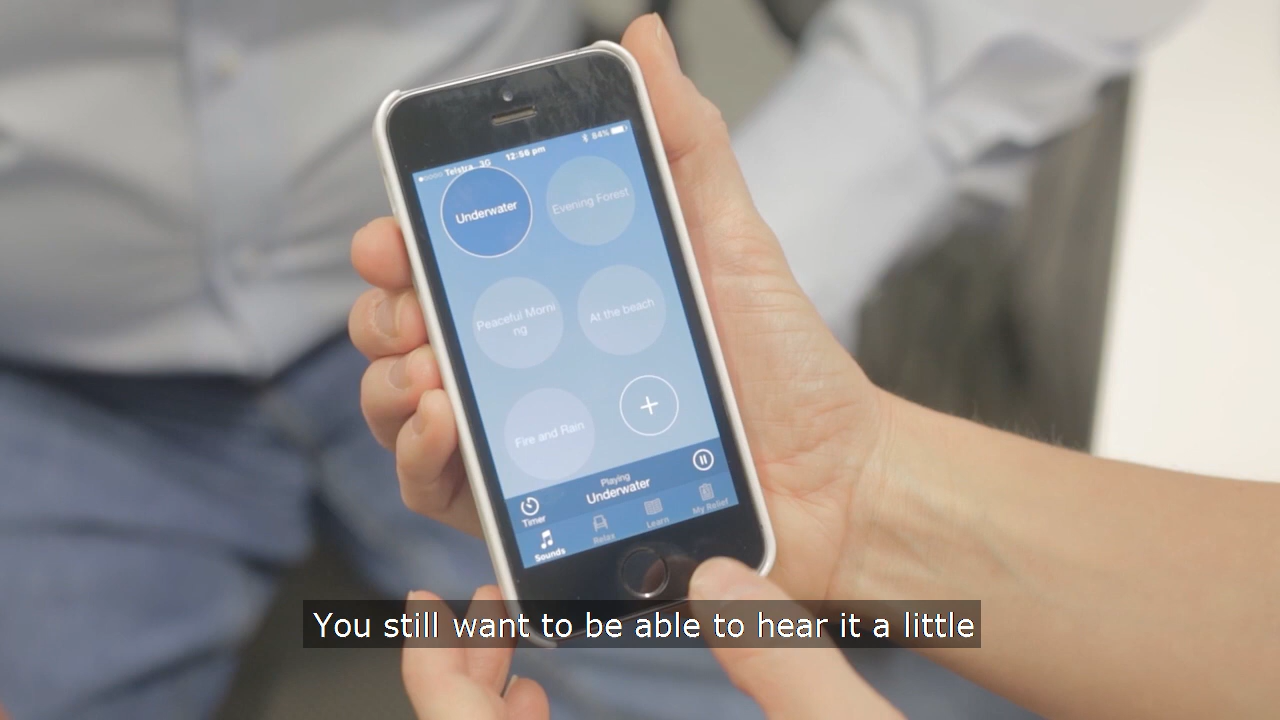 Telstra 3G 12:56 pm 84%
Underwater
Evening Forest
Peaceful Morni
ng
At the beach
Fire and Rain
+
Playing
Underwater
Timer
Sounds
Relax
Learn
My Relief
You still want to be able to hear it a little